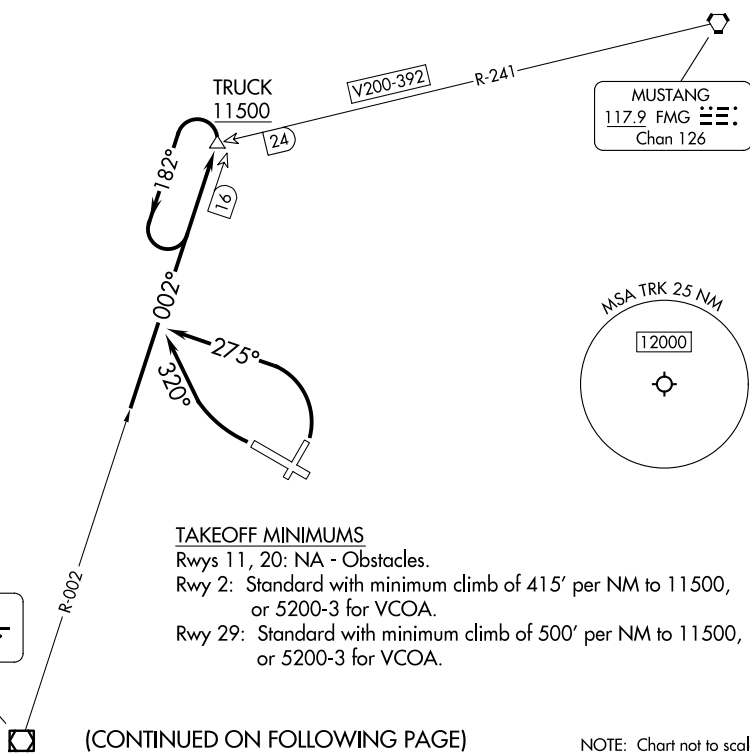 TRUCK
11500
V200-392
R-241
MUSTANG
117.9 FMG
Chan 126
24
182°
16
002°
275°
320°
MSA TRK 25 NM
12000
TAKEOFF MINIMUMS
Rwys 11, 20: NA - Obstacles.
Rwy 2: Standard with minimum climb of 415' per NM to 11500,
or 5200-3 for VCOA.
Rwy 29: Standard with minimum climb of 500' per NM to 11500,
or 5200-3 for VCOA.
R-002
(CONTINUED ON FOLLOWING PAGE)
NOTE: Chart not to scal